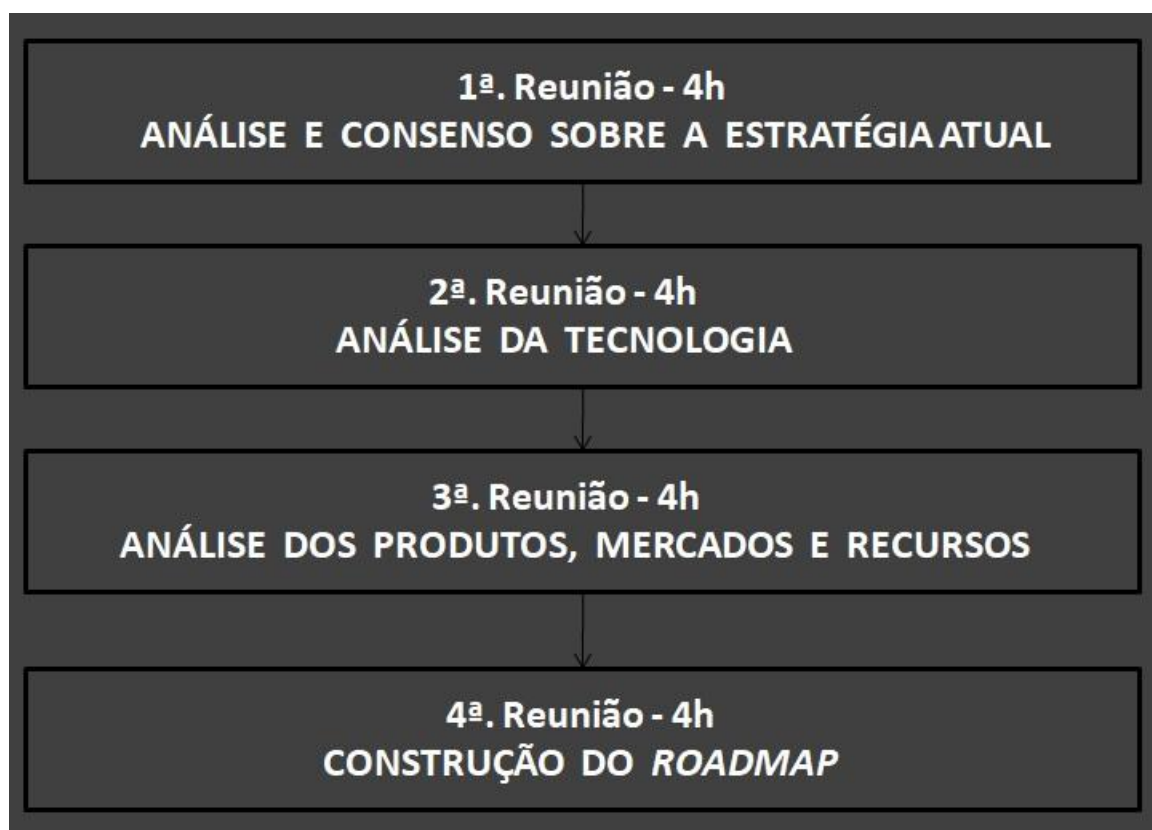 1ª. Reunião - 4h
ANÁLISE E CONSENSO SOBRE A ESTRATÉGIA ATUAL
2ª. Reunião - 4h
ANÁLISE DA TECNOLOGIA
3ª. Reunião - 4h
ANÁLISE DOS PRODUTOS, MERCADOS E RECURSOS
4ª. Reunião - 4h
CONSTRUÇÃO DO ROADMAP